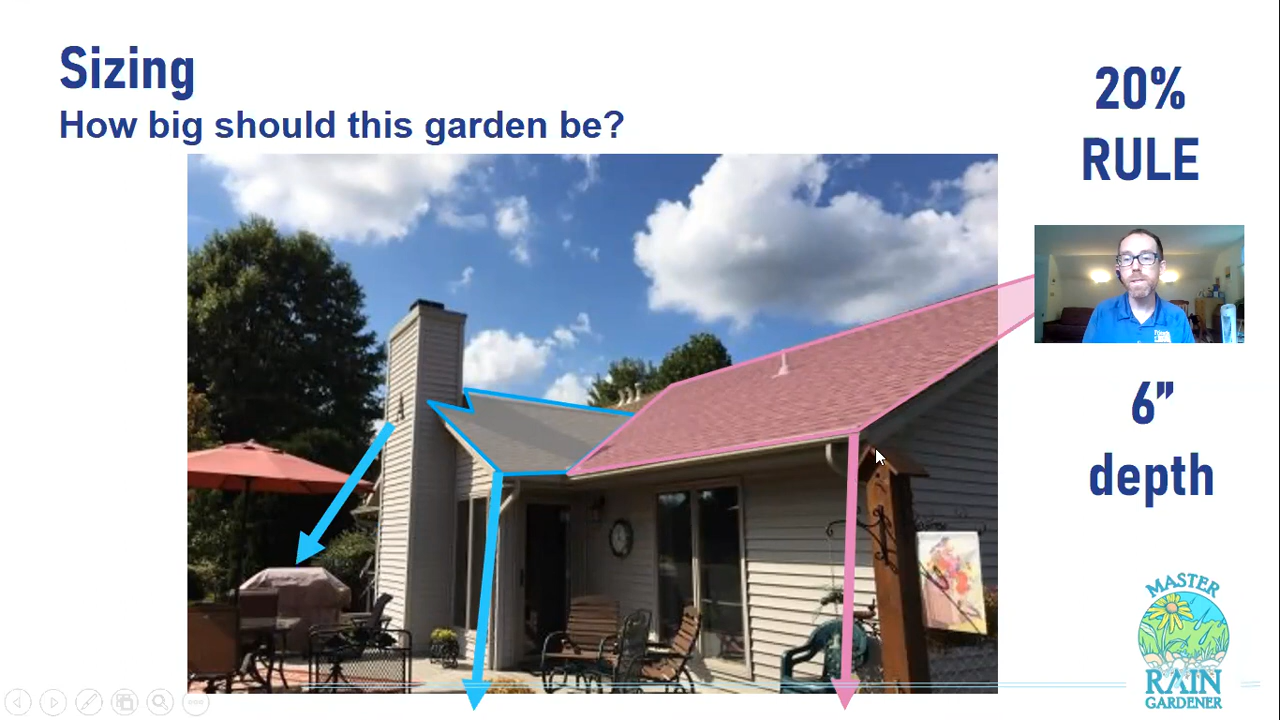 Sizing
How big should this garden be?
20%
RULE
6”
depth
MASTER
RAIN
GARDENER